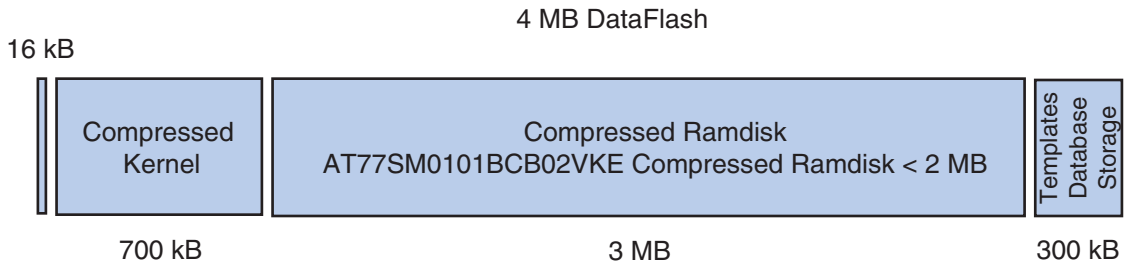 4 MB DataFlash
16 kB
Compressed
Kernel
Compressed Ramdisk
AT77SM0101BCB02VKE Compressed Ramdisk < 2 MB
Templates
Database
Storage
700 kB
3 MB
300 kB